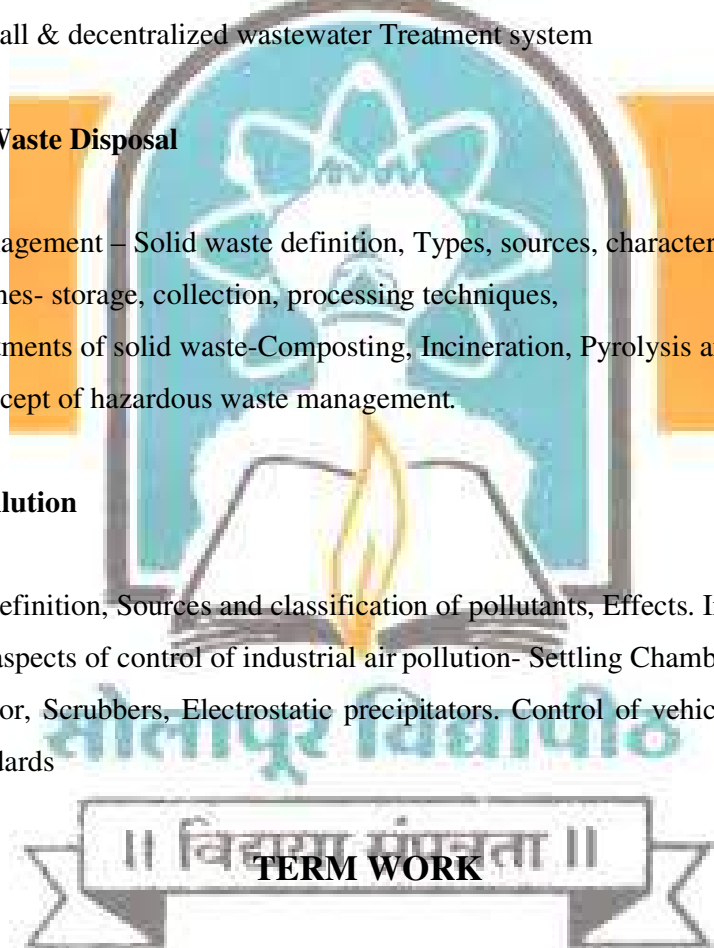 all & decentralized wastewater Treatment system
Waste Disposal
agement – Solid waste definition, Types, sources, character
nes- storage, collection, processing techniques,
tments of solid waste-Composting, Incineration, Pyrolysis a
cept of hazardous waste management.
llution
efinition, Sources and classification of pollutants, Effects. I
aspects of control of industrial air pollution- Settling Chamb
or, Scrubbers, Electrostatic precipitators. Control of vehic
सोलापूर विद्यापीठ
dards
|| विद्यया संपन्नता ||
TERM WORK